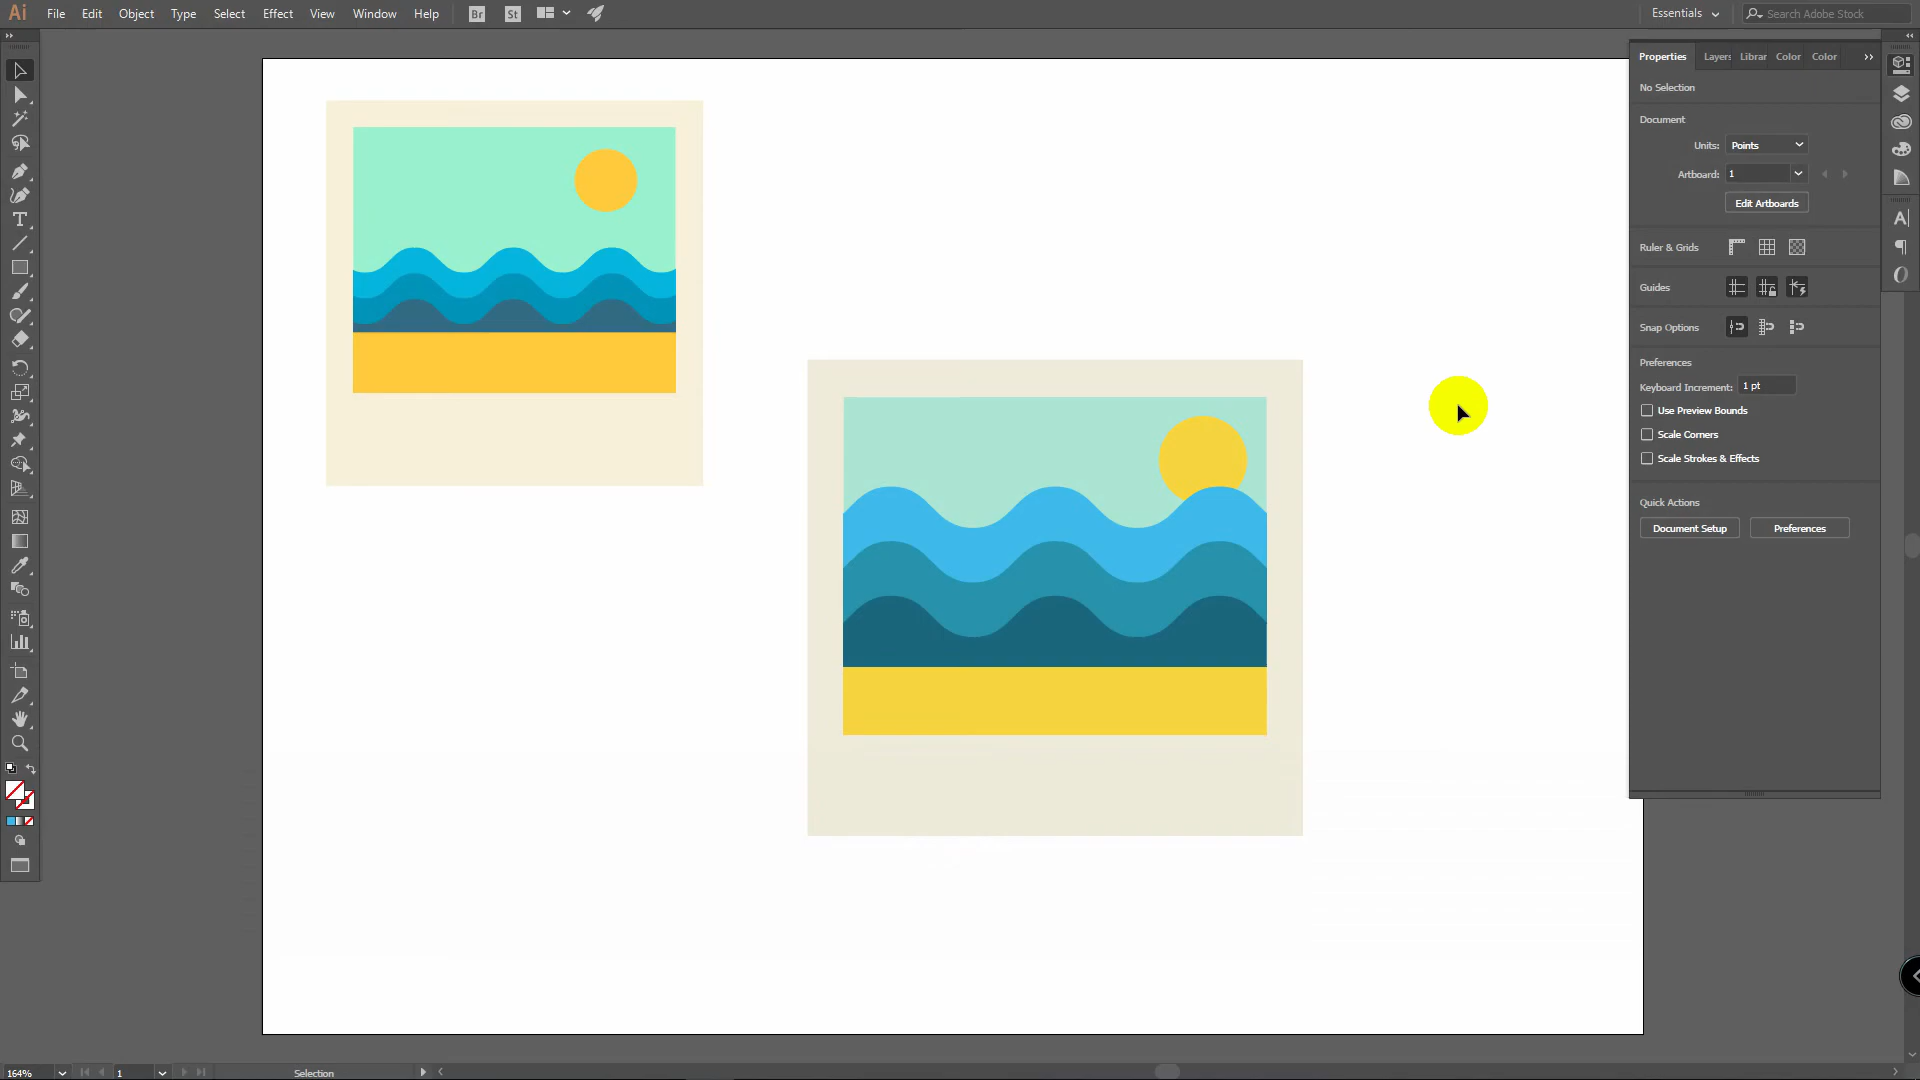 Ai File Edit Object Type Select Effect View Window Help Br St Essentials Search Adobe Stock
Properties Layers Librar Color Color
No Selection
Document
Units: Points
Artboard: 1
Edit Artboards
Ruler & Grids
Guides
Snap Options
Preferences
Keyboard Increment: 1 pt
Use Preview Bounds
Scale Corners
Scale Strokes & Effects
Quick Actions
Document Setup Preferences
164% 1 Selection